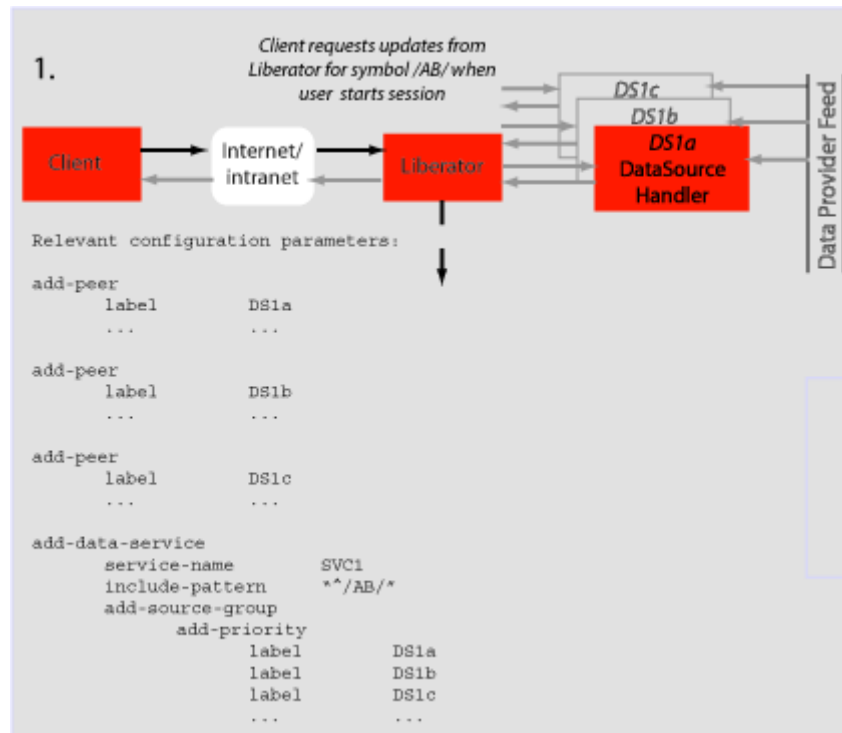 1.
Client requests updates from
Liberator for symbol /AB/ when
user starts session
DS1c
DS1b
DS1a
DataSource
Handler
Client
Internet/
intranet
Liberator
Data Provider Feed
Relevant configuration parameters:
add-peer
label DS1a
... ...
add-peer
label DS1b
... ...
add-peer
label DS1c
... ...
add-data-service
service-name SVC1
include-pattern "^/AB/"
add-source-group
add-priority
label DS1a
label DS1b
label DS1c
... ...